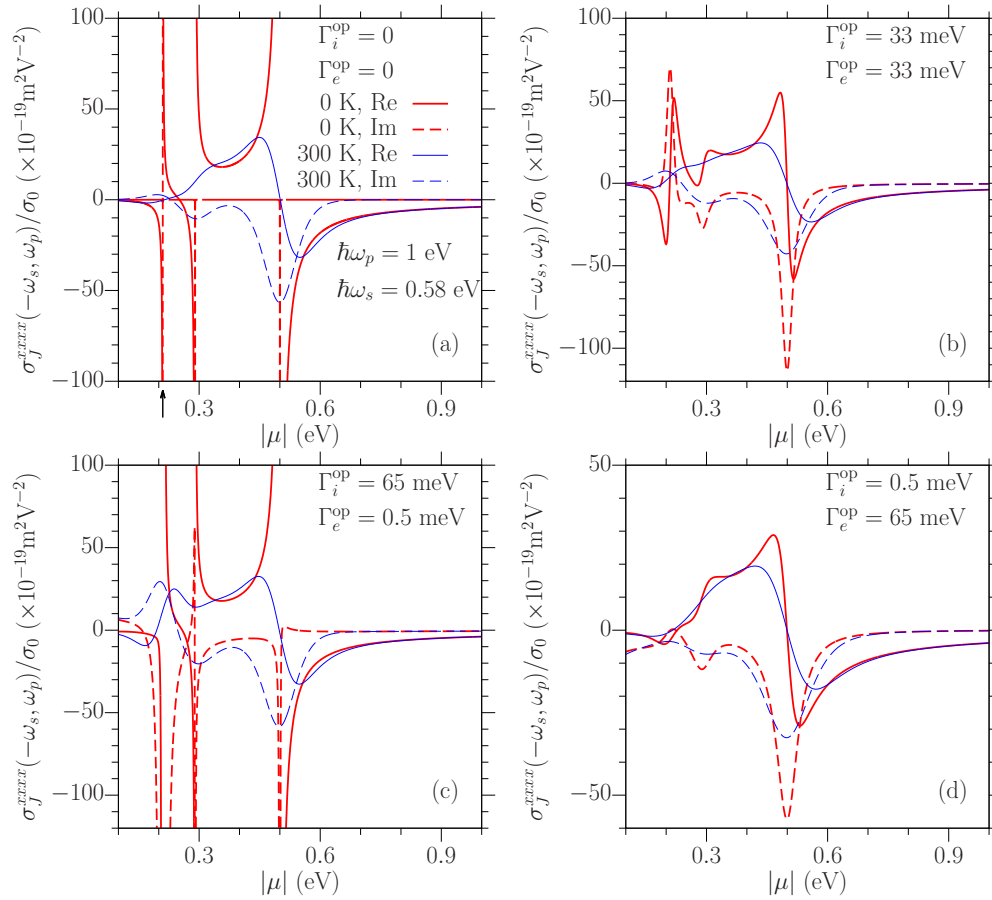 σ_J^{xxxx}(−ω_s, ω_p)/σ_0 (×10^{−19}m^2V^{−2})
100
50
0
−50
−100
Γ_i^{op} = 0
Γ_e^{op} = 0
0 K, Re
0 K, Im
300 K, Re
300 K, Im
ħω_p = 1 eV
ħω_s = 0.58 eV
(a)
0.3 0.6 0.9
|μ| (eV)
σ_J^{xxxx}(−ω_s, ω_p)/σ_0 (×10^{−19}m^2V^{−2})
100
50
0
−50
−100
Γ_i^{op} = 33 meV
Γ_e^{op} = 33 meV
(b)
0.3 0.6 0.9
|μ| (eV)
σ_J^{xxxx}(−ω_s, ω_p)/σ_0 (×10^{−19}m^2V^{−2})
100
50
0
−50
−100
Γ_i^{op} = 65 meV
Γ_e^{op} = 0.5 meV
(c)
0.3 0.6 0.9
|μ| (eV)
σ_J^{xxxx}(−ω_s, ω_p)/σ_0 (×10^{−19}m^2V^{−2})
50
0
−50
Γ_i^{op} = 0.5 meV
Γ_e^{op} = 65 meV
(d)
0.3 0.6 0.9
|μ| (eV)